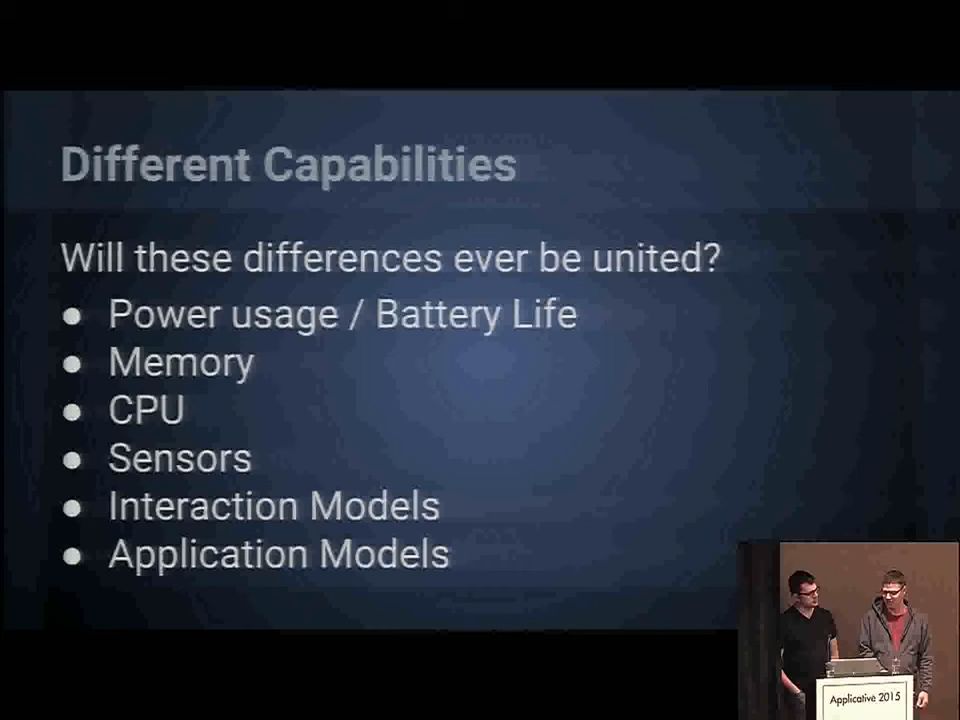 Different Capabilities
Will these differences ever be united?
● Power usage / Battery Life
● Memory
● CPU
● Sensors
● Interaction Models
● Application Models
Applicative 2015